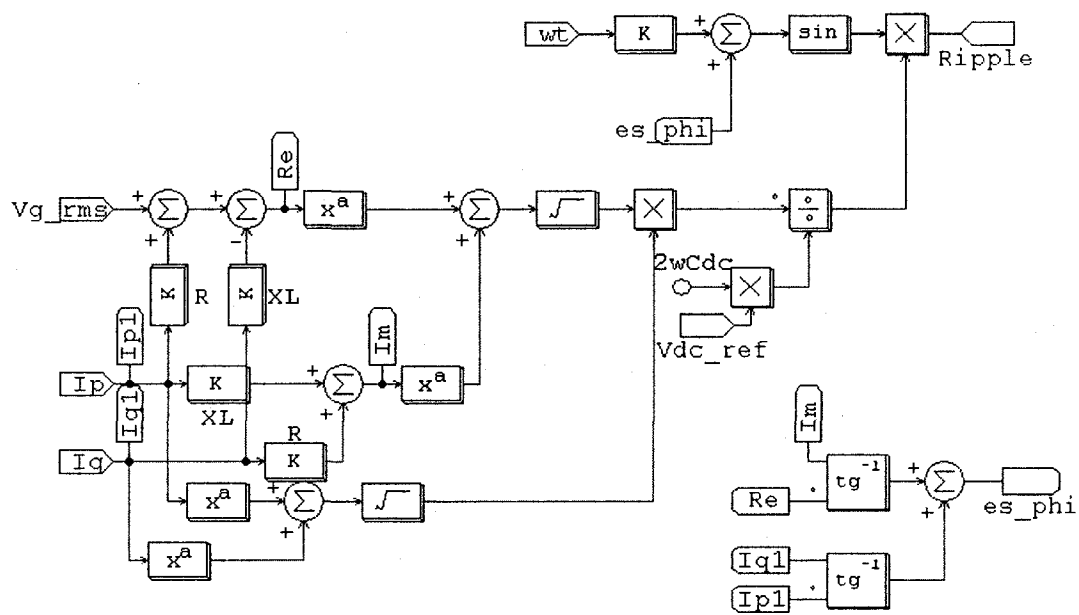 wt
K
+
+
Σ
sin
×
Ripple
es_phi
Re
Vg_rms
+
+
Σ
+
-
Σ
x^a
+
+
Σ
√
×
÷
2wCdc
×
Vdc_ref
K
R
K
XL
Ip1
Ip
K
XL
+
+
Σ
Im
x^a
Iq1
Iq
R
K
x^a
+
+
Σ
√
x^a
Im
Re
tg^-1
+
+
Σ
es_phi
Iq1
Ip1
tg^-1